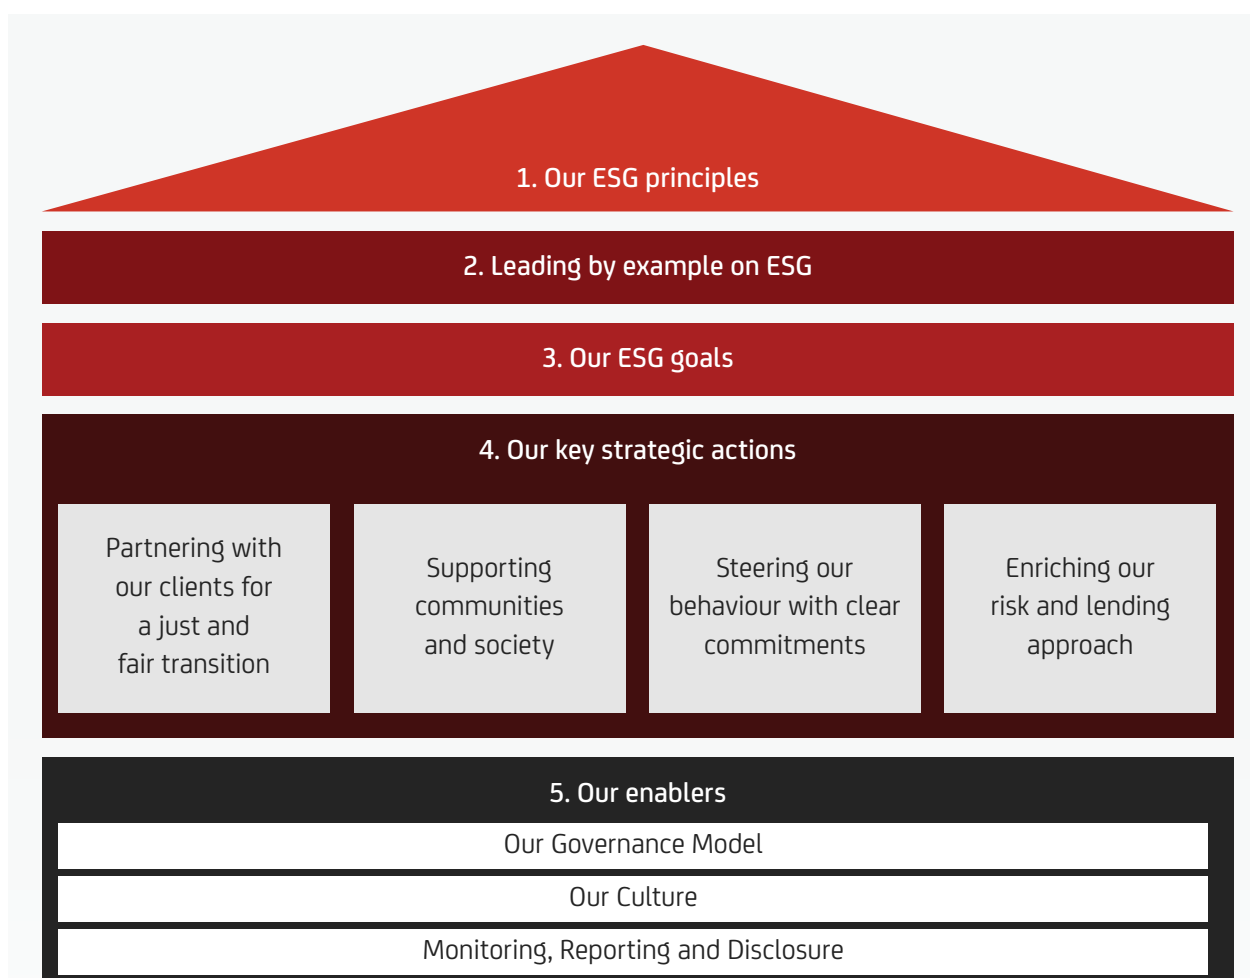 1. Our ESG principles
2. Leading by example on ESG
3. Our ESG goals
4. Our key strategic actions
Partnering with
our clients for
a just and
fair transition
Supporting
communities
and society
Steering our
behaviour with clear
commitments
Enriching our
risk and lending
approach
5. Our enablers
Our Governance Model
Our Culture
Monitoring, Reporting and Disclosure